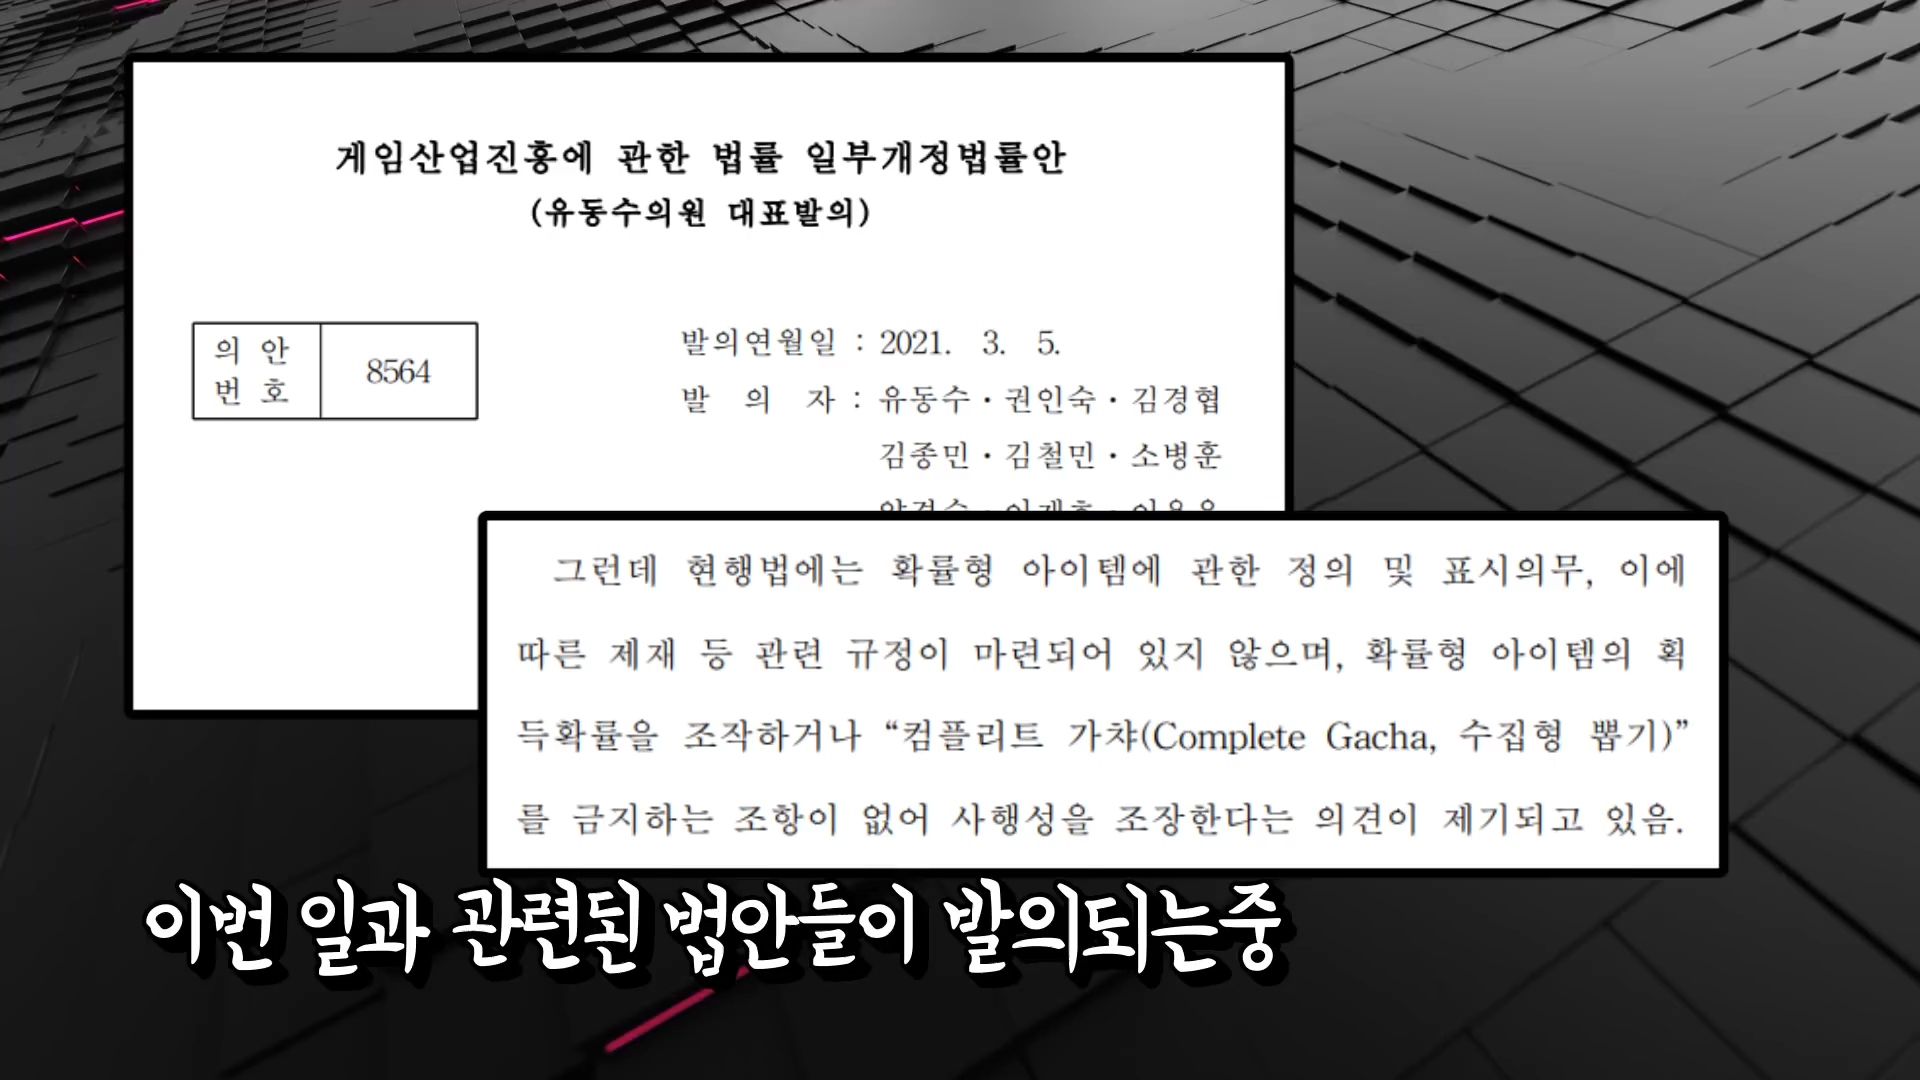 게임산업진흥에 관한 법률 일부개정법률안
(유동수의원 대표발의)
의 안
번 호
8564
발의연월일 : 2021. 3. 5.
발 의 자 : 유동수·권인숙·김경협
김종민·김철민·소병훈
그런데 현행법에는 확률형 아이템에 관한 정의 및 표시의무, 이에
따른 제재 등 관련 규정이 마련되어 있지 않으며, 확률형 아이템의 획
득확률을 조작하거나 “컴플리트 가챠(Complete Gacha, 수집형 뽑기)”
를 금지하는 조항이 없어 사행성을 조장한다는 의견이 제기되고 있음.
이번 일과 관련된 법안들이 발의되는중